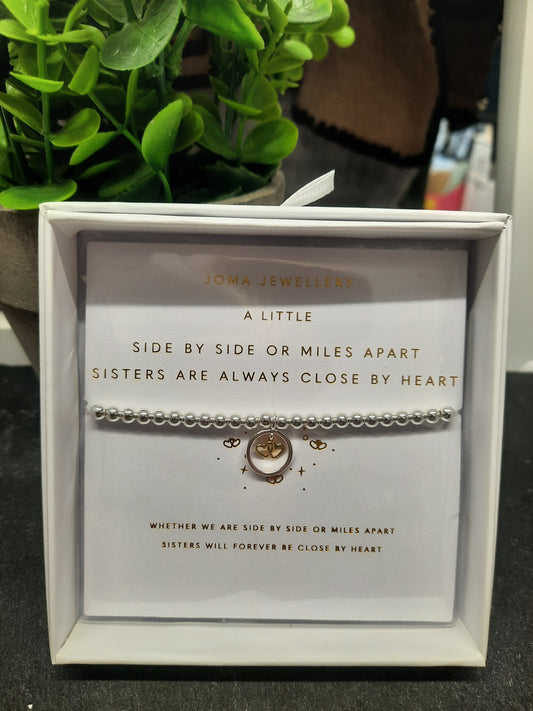 JOMA JEWELLERY
A LITTLE
SIDE BY SIDE OR MILES APART
SISTERS ARE ALWAYS CLOSE BY HEART
WHETHER WE ARE SIDE BY SIDE OR MILES APART
SISTERS WILL FOREVER BE CLOSE BY HEART